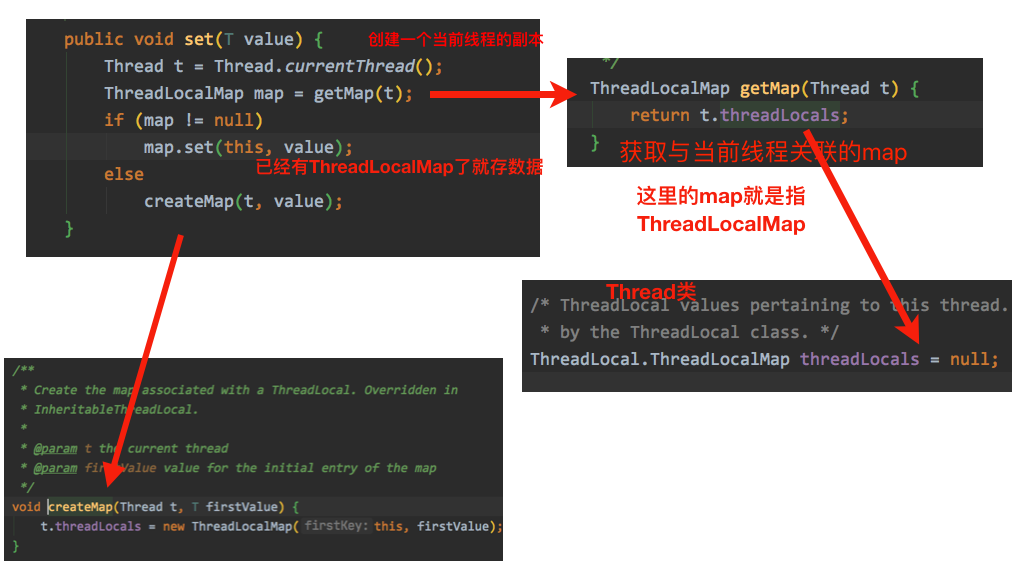 public void set(T value) {
创建一个当前线程的副本
Thread t = Thread.currentThread();
ThreadLocalMap map = getMap(t);
if (map != null)
map.set(this, value);
已经有ThreadLocalMap了就存数据
else
createMap(t, value);
}
*/
ThreadLocalMap getMap(Thread t) {
return t.threadLocals;
}
获取与当前线程关联的map
这里的map就是指
ThreadLocalMap
Thread类
/* ThreadLocal values pertaining to this thread.
* by the ThreadLocal class. */
ThreadLocal.ThreadLocalMap threadLocals = null;
/**
* Create the map associated with a ThreadLocal. Overridden in
* InheritableThreadLocal.
*
* @param t the current thread
* @param firstValue value for the initial entry of the map
*/
void createMap(Thread t, T firstValue) {
t.threadLocals = new ThreadLocalMap( firstKey: this, firstValue);
}